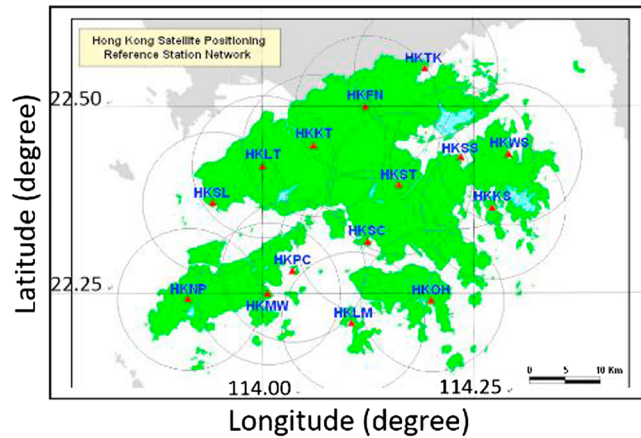 Hong Kong Satellite Positioning
Reference Station Network
HKTK
22.50
HKFN
HKKT
HKWS
HKLT
HKSS
HKST
HKSL
HKKS
HKSC
HKPC
22.25
HKNP
HKMW
HKLM
HKOH
114.00
114.25
0 5 10 Km
Latitude (degree)
Longitude (degree)